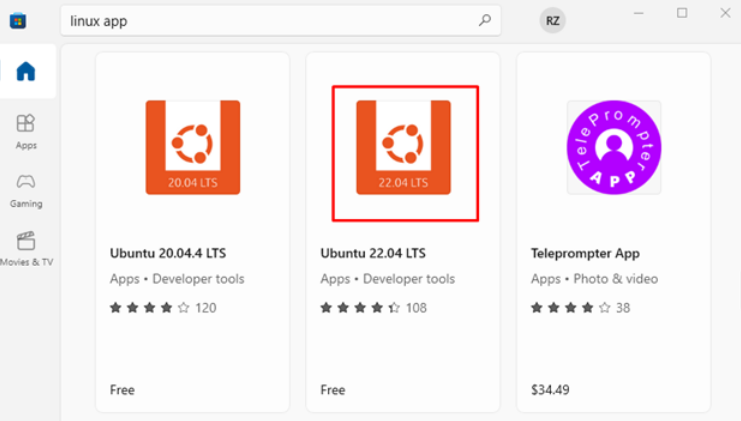 linux app
RZ
Apps
Gaming
Movies & TV
20.04 LTS
Ubuntu 20.04.4 LTS
Apps • Developer tools
120
Free
22.04 LTS
Ubuntu 22.04 LTS
Apps • Developer tools
108
Free
TelePrompter
APP
Teleprompter App
Apps • Photo & video
38
$34.49